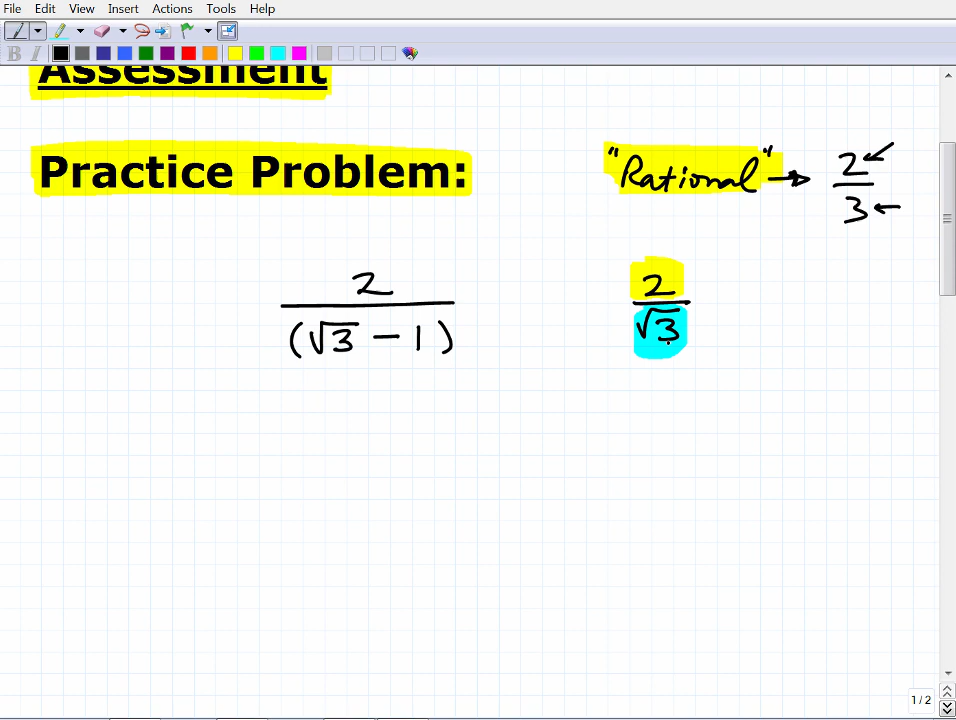 File Edit View Insert Actions Tools Help
B I
Assessment
Practice Problem:
"Rational" → 2/3
2/(√3 − 1)
2/√3
1 / 2